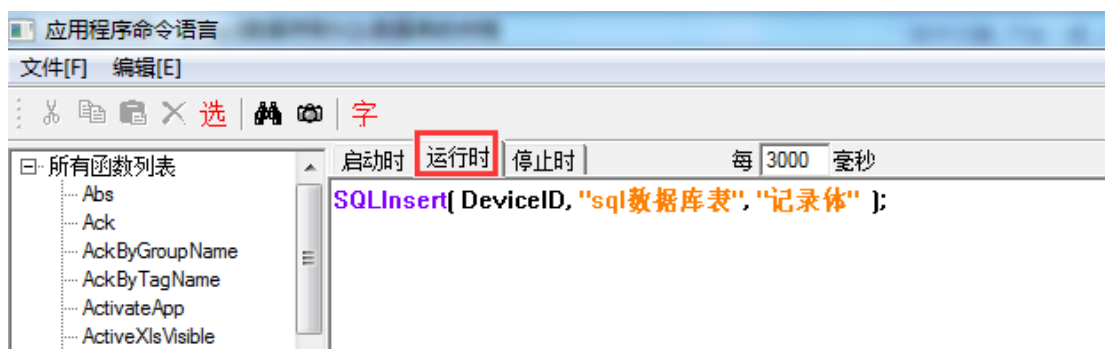 应用程序命令语言
文件[F] 编辑[E]
选 字
所有函数列表
启动时 运行时 停止时 每 3000 毫秒
Abs
Ack
AckByGroupName
AckByTagName
ActivateApp
ActiveXlsVisible
SQLInsert( DeviceID, "sql数据库表", "记录体" );